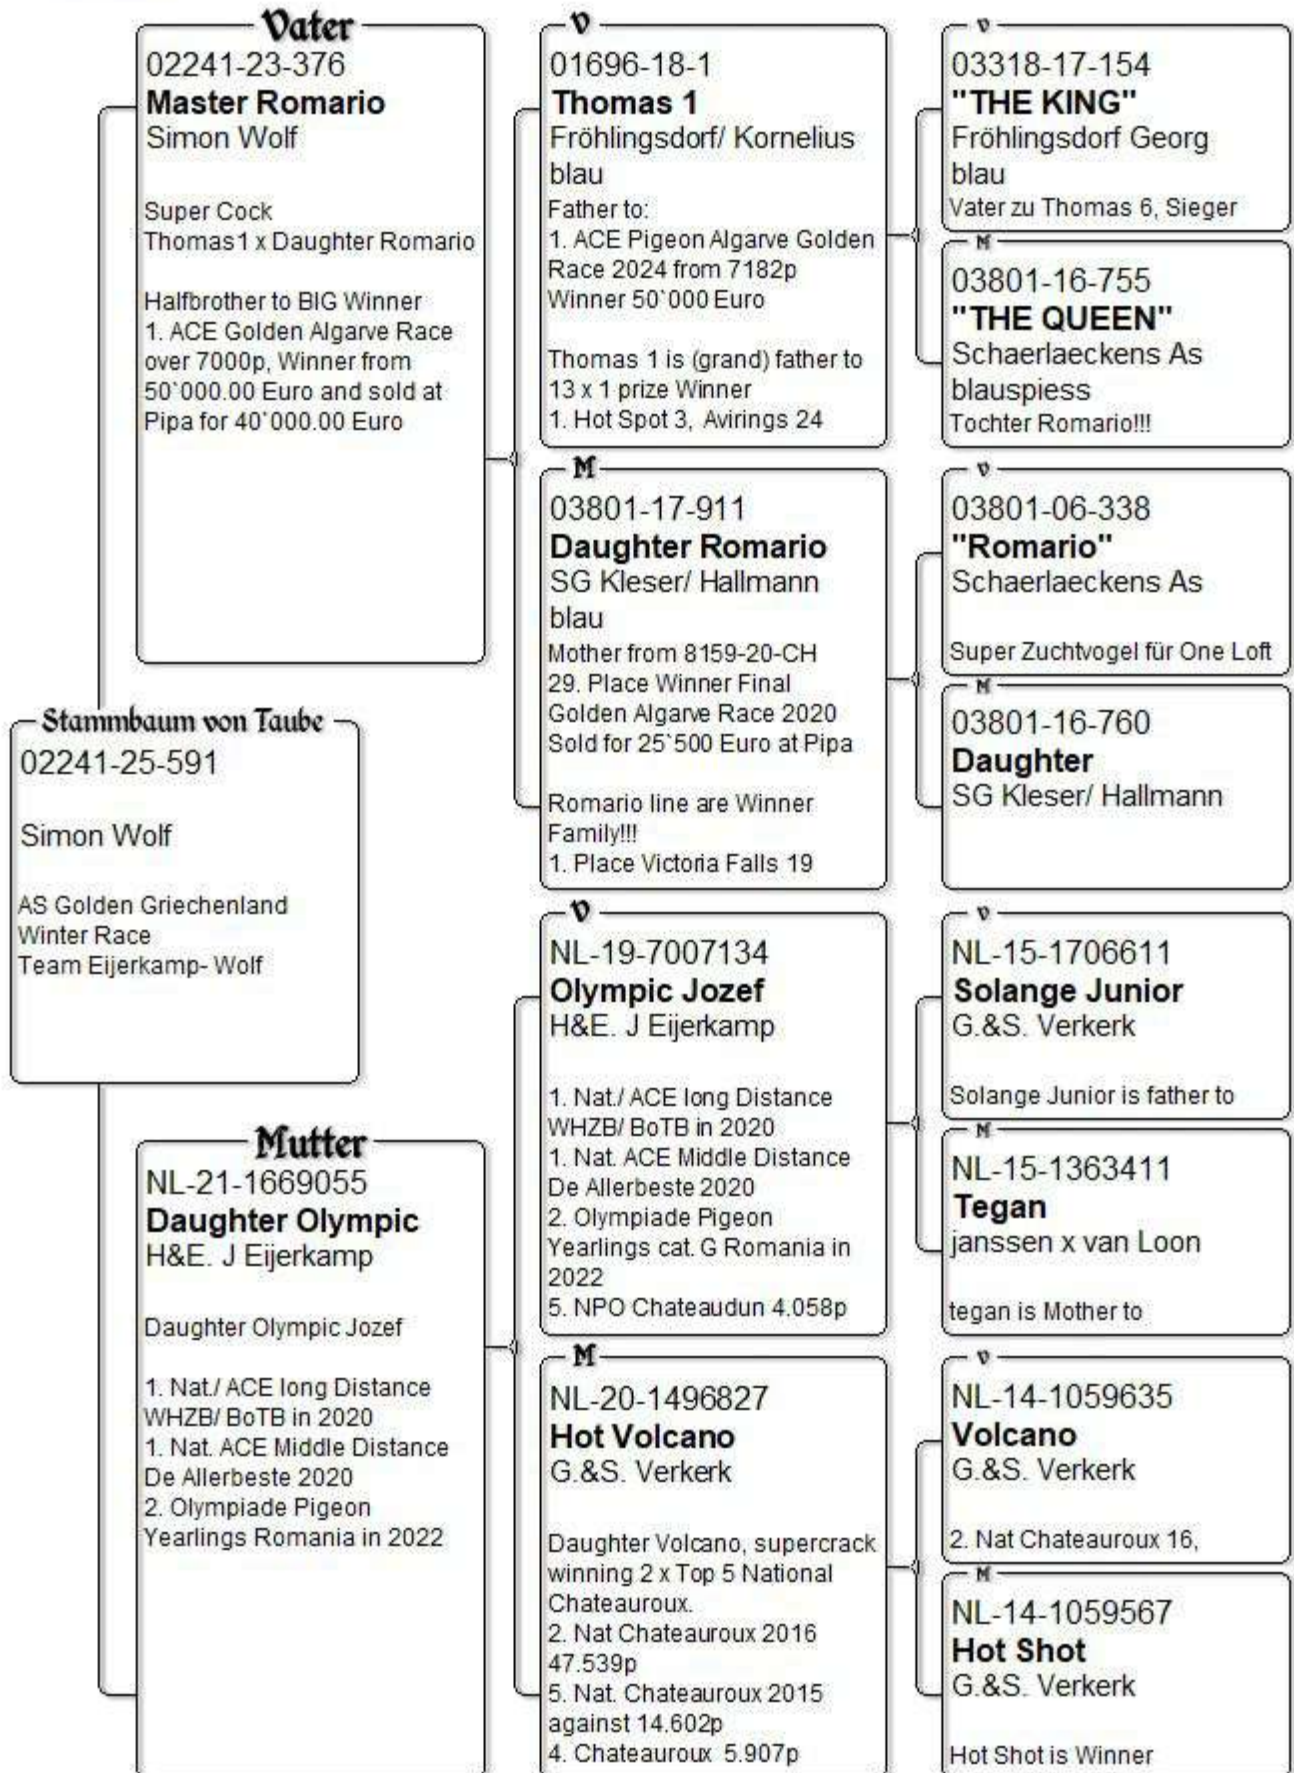 Vater
02241-23-376
Master Romario
Simon Wolf
Super Cock
Thomas1 x Daughter Romario
Halfbrother to BIG Winner
1. ACE Golden Algarve Race
over 7000p, Winner from
50`000.00 Euro and sold at
Pipa for 40`000.00 Euro
V
01696-18-1
Thomas 1
Fröhlingsdorf/ Kornelius
blau
Father to:
1. ACE Pigeon Algarve Golden
Race 2024 from 7182p
Winner 50`000 Euro
Thomas 1 is (grand) father to
13 x 1 prize Winner
1. Hot Spot 3, Avirings 24
V
03318-17-154
"THE KING"
Fröhlingsdorf Georg
blau
Vater zu Thomas 6, Sieger
M
03801-16-755
"THE QUEEN"
Schaerlaeckens As
blauspiess
Tochter Romario!!!
M
03801-17-911
Daughter Romario
SG Kleser/ Hallmann
blau
Mother from 8159-20-CH
29. Place Winner Final
Golden Algarve Race 2020
Sold for 25`500 Euro at Pipa
Romario line are Winner
Family!!!
1. Place Victoria Falls 19
V
03801-06-338
"Romario"
Schaerlaeckens As
Super Zuchtvogel für One Loft
M
03801-16-760
Daughter
SG Kleser/ Hallmann
Stammbaum von Taube
02241-25-591
Simon Wolf
AS Golden Griechenland
Winter Race
Team Eijerkamp- Wolf
Mutter
NL-21-1669055
Daughter Olympic
H&E. J Eijerkamp
Daughter Olympic Jozef
1. Nat./ ACE long Distance
WHZB/ BoTB in 2020
1. Nat. ACE Middle Distance
De Allerbeste 2020
2. Olympiade Pigeon
Yearlings Romania in 2022
V
NL-19-7007134
Olympic Jozef
H&E. J Eijerkamp
1. Nat./ ACE long Distance
WHZB/ BoTB in 2020
1. Nat. ACE Middle Distance
De Allerbeste 2020
2. Olympiade Pigeon
Yearlings cat. G Romania in
2022
5. NPO Chateaudun 4.058p
V
NL-15-1706611
Solange Junior
G.&S. Verkerk
Solange Junior is father to
M
NL-15-1363411
Tegan
janssen x van Loon
tegan is Mother to
M
NL-20-1496827
Hot Volcano
G.&S. Verkerk
Daughter Volcano, supercrack
winning 2 x Top 5 National
Chateauroux.
2. Nat Chateauroux 2016
47.539p
5. Nat. Chateauroux 2015
against 14.602p
4. Chateauroux 5.907p
V
NL-14-1059635
Volcano
G.&S. Verkerk
2. Nat Chateauroux 16,
M
NL-14-1059567
Hot Shot
G.&S. Verkerk
Hot Shot is Winner